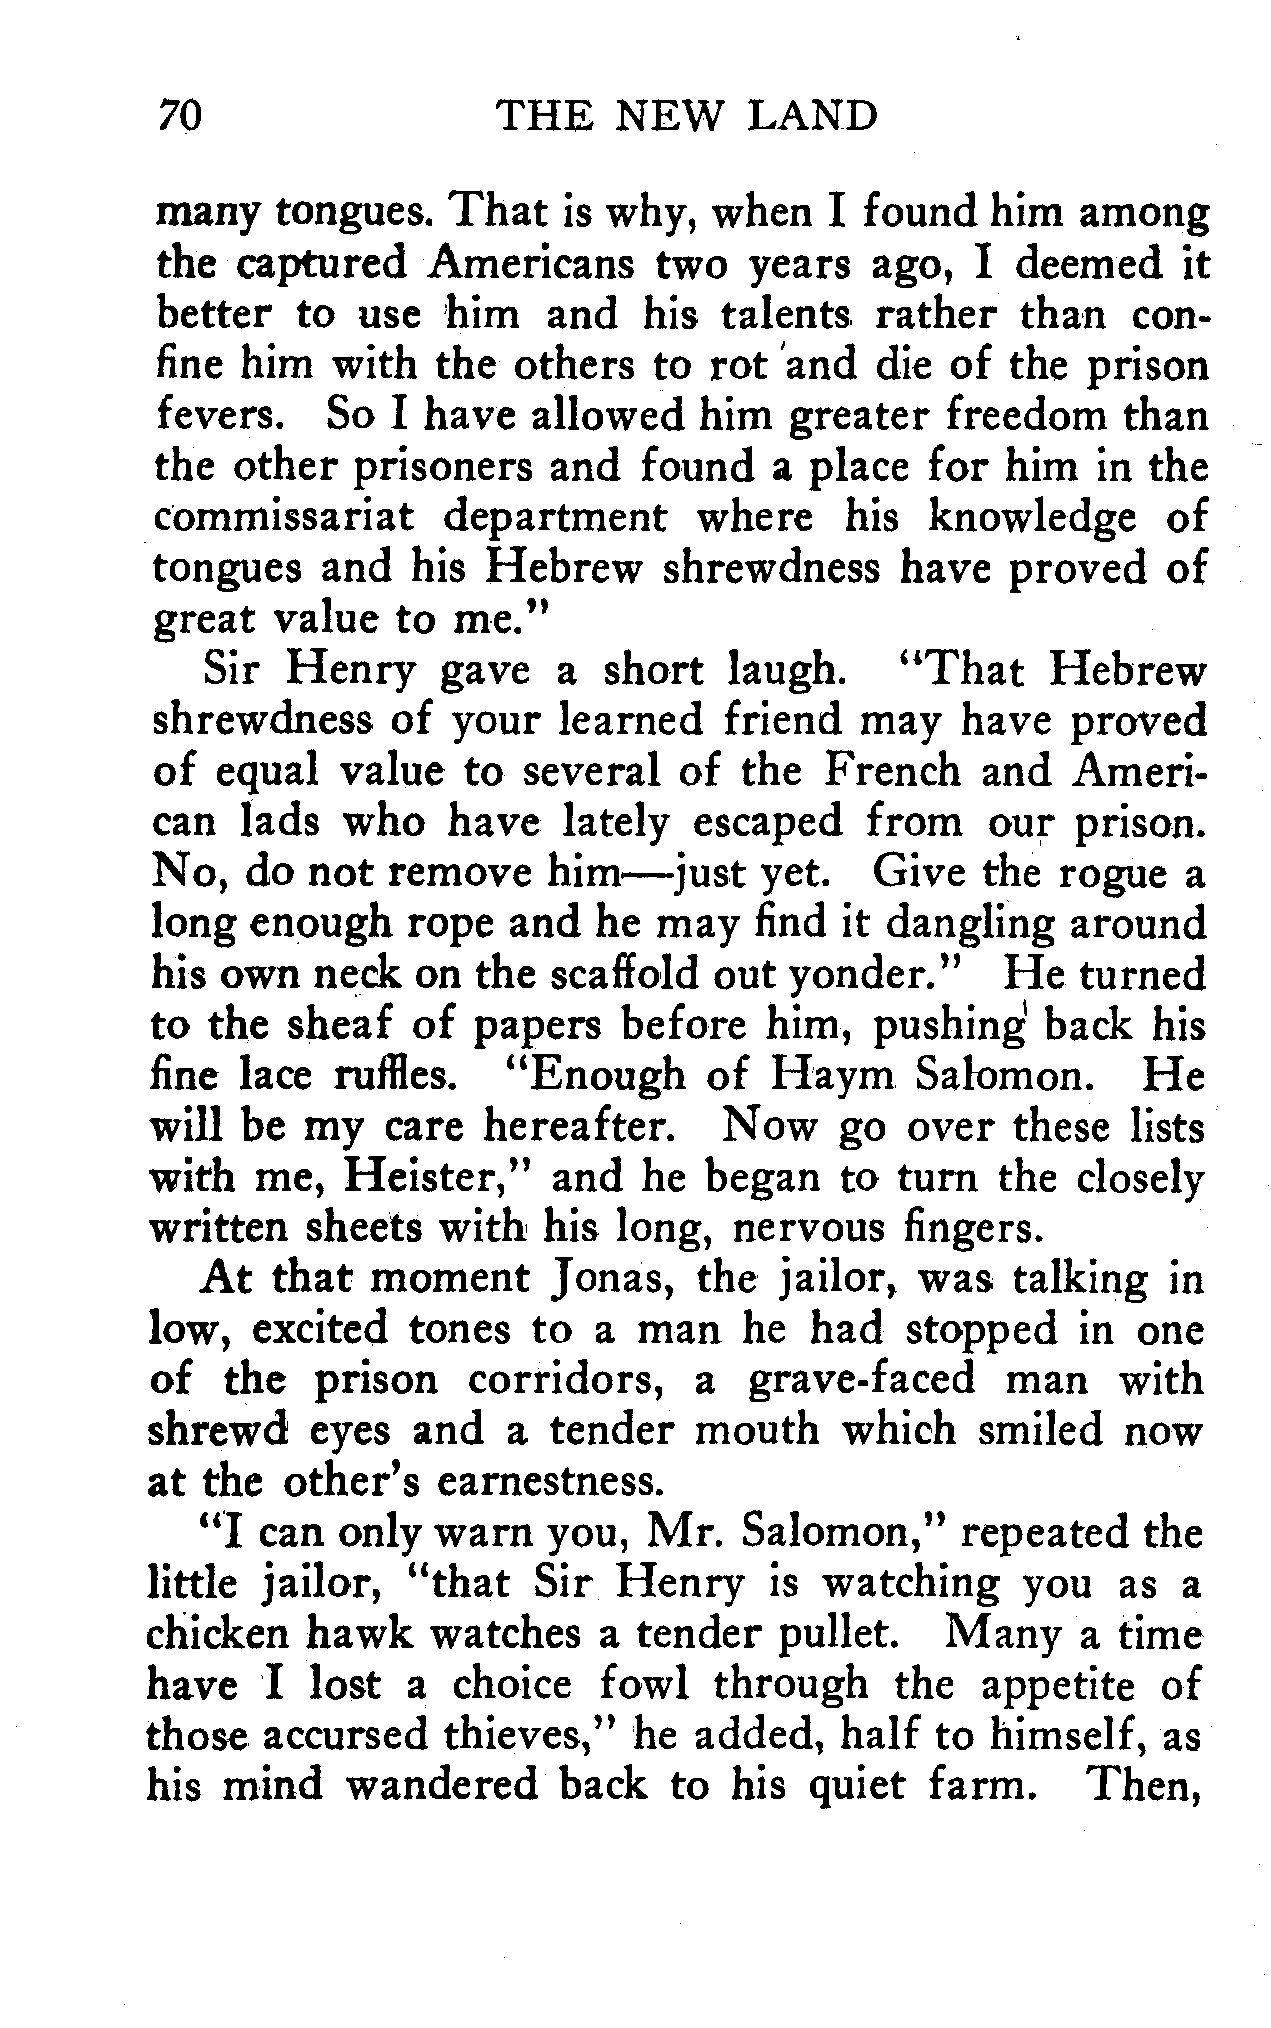 70 THE NEW LAND
many tongues. That is why, when I found him among
the captured Americans two years ago, I deemed it
better to use him and his talents rather than con-
fine him with the others to rot and die of the prison
fevers. So I have allowed him greater freedom than
the other prisoners and found a place for him in the
commissariat department where his knowledge of
tongues and his Hebrew shrewdness have proved of
great value to me."
Sir Henry gave a short laugh. "That Hebrew
shrewdness of your learned friend may have proved
of equal value to several of the French and Ameri-
can lads who have lately escaped from our prison.
No, do not remove him—just yet. Give the rogue a
long enough rope and he may find it dangling around
his own neck on the scaffold out yonder." He turned
to the sheaf of papers before him, pushing back his
fine lace ruffles. "Enough of Haym Salomon. He
will be my care hereafter. Now go over these lists
with me, Heister," and he began to turn the closely
written sheets with his long, nervous fingers.
At that moment Jonas, the jailor, was talking in
low, excited tones to a man he had stopped in one
of the prison corridors, a grave-faced man with
shrewd eyes and a tender mouth which smiled now
at the other's earnestness.
"I can only warn you, Mr. Salomon," repeated the
little jailor, "that Sir Henry is watching you as a
chicken hawk watches a tender pullet. Many a time
have I lost a choice fowl through the appetite of
those accursed thieves," he added, half to himself, as
his mind wandered back to his quiet farm. Then,